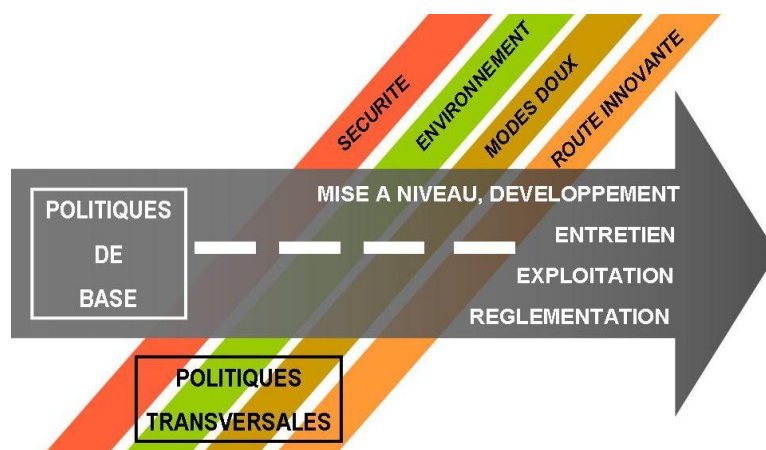 SECURITE
ENVIRONNEMENT
MODES DOUX
ROUTE INNOVANTE
POLITIQUES
DE
BASE
MISE A NIVEAU, DEVELOPPEMENT
ENTRETIEN
EXPLOITATION
REGLEMENTATION
POLITIQUES
TRANSVERSALES